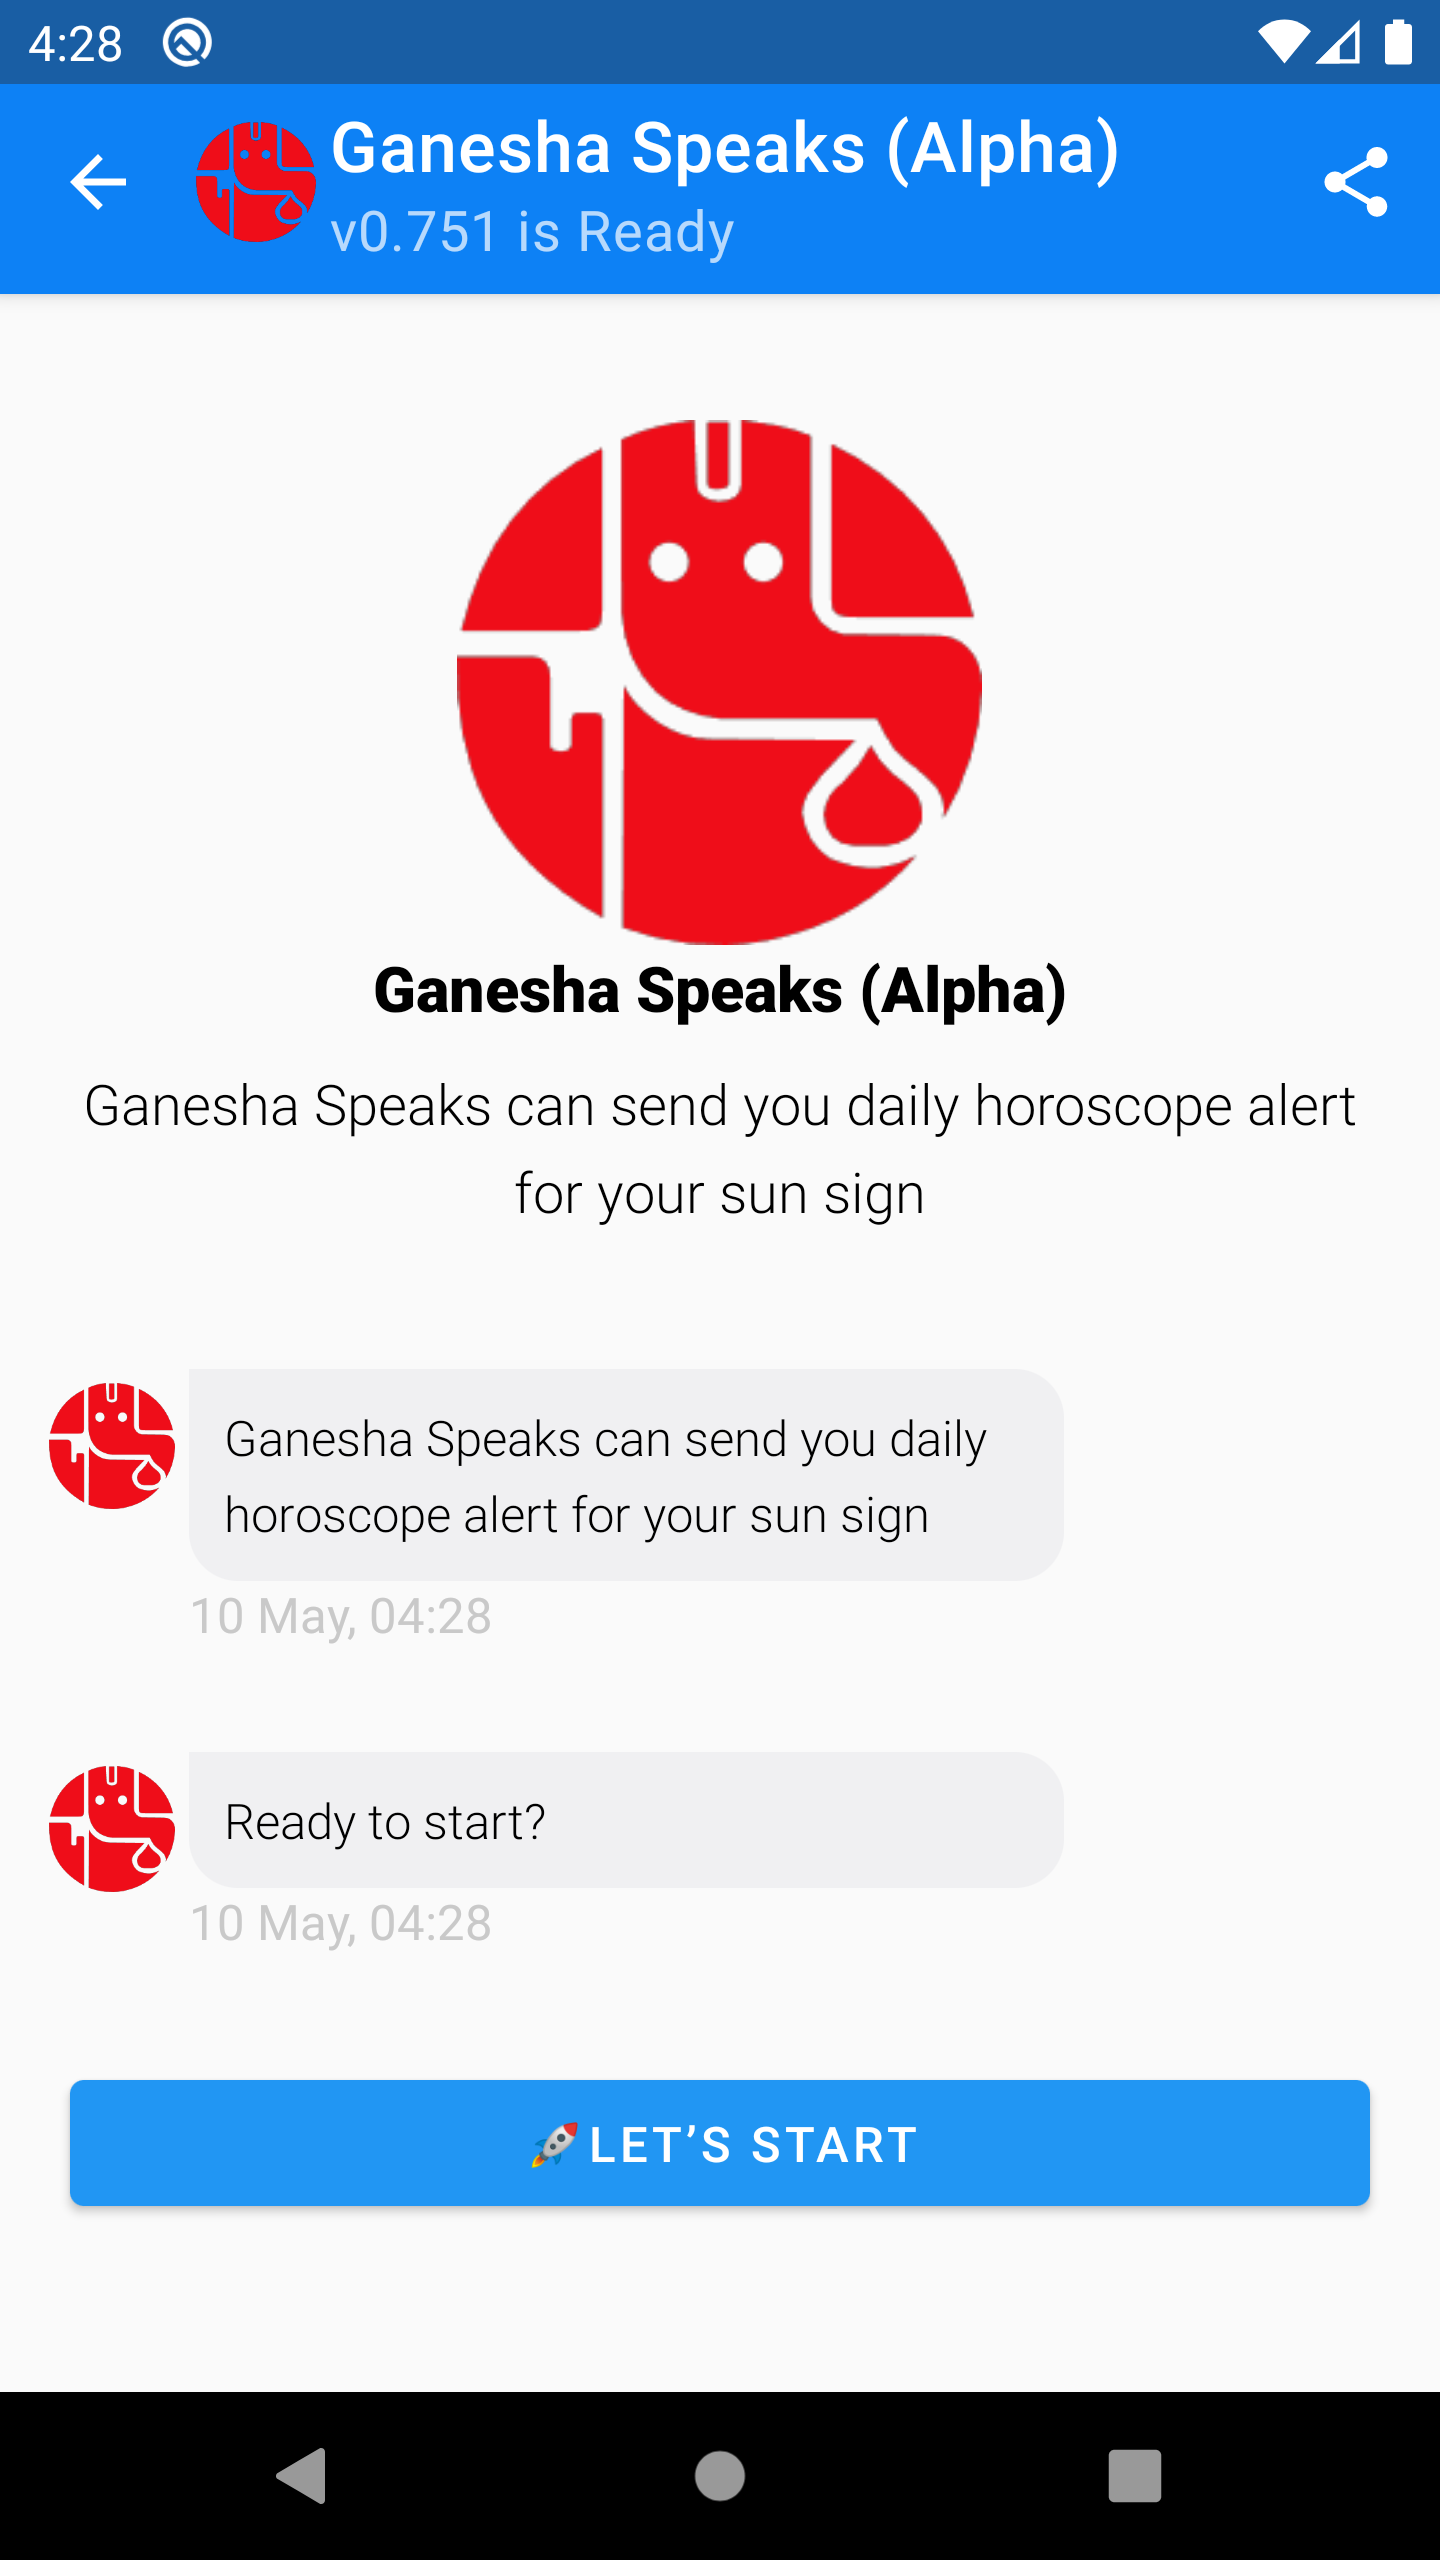 4:28
Ganesha Speaks (Alpha)
v0.751 is Ready
Ganesha Speaks (Alpha)
Ganesha Speaks can send you daily horoscope alert
for your sun sign
Ganesha Speaks can send you daily
horoscope alert for your sun sign
10 May, 04:28
Ready to start?
10 May, 04:28
🚀LET’S START